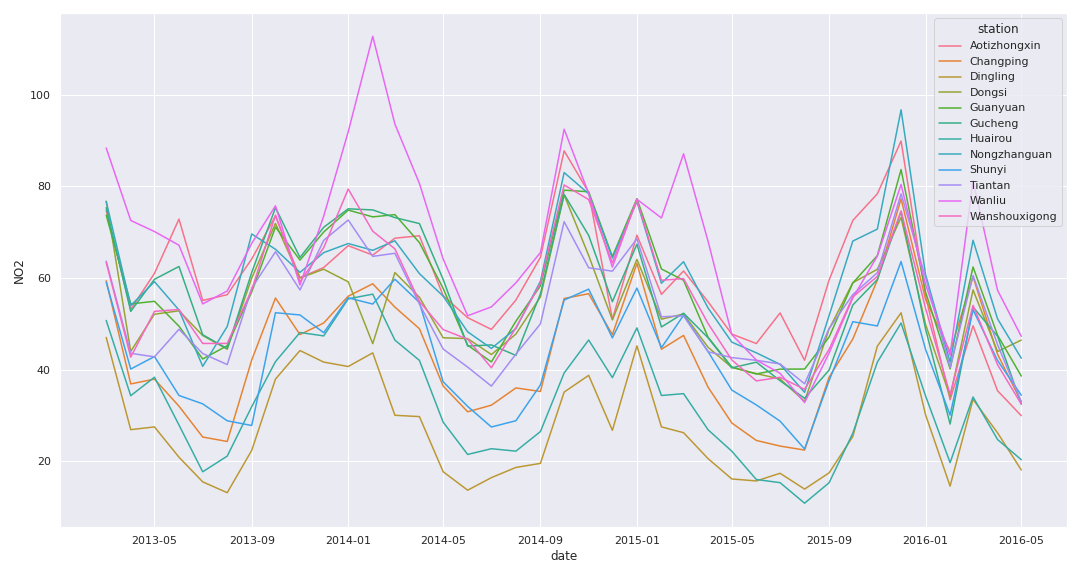 station
Aotizhongxin
Changping
Dingling
Dongsi
Guanyuan
Gucheng
Huairou
Nongzhanguan
Shunyi
Tiantan
Wanliu
Wanshouxigong
NO2
100
80
60
40
20
2013-05
2013-09
2014-01
2014-05
2014-09
2015-01
2015-05
2015-09
2016-01
2016-05
date